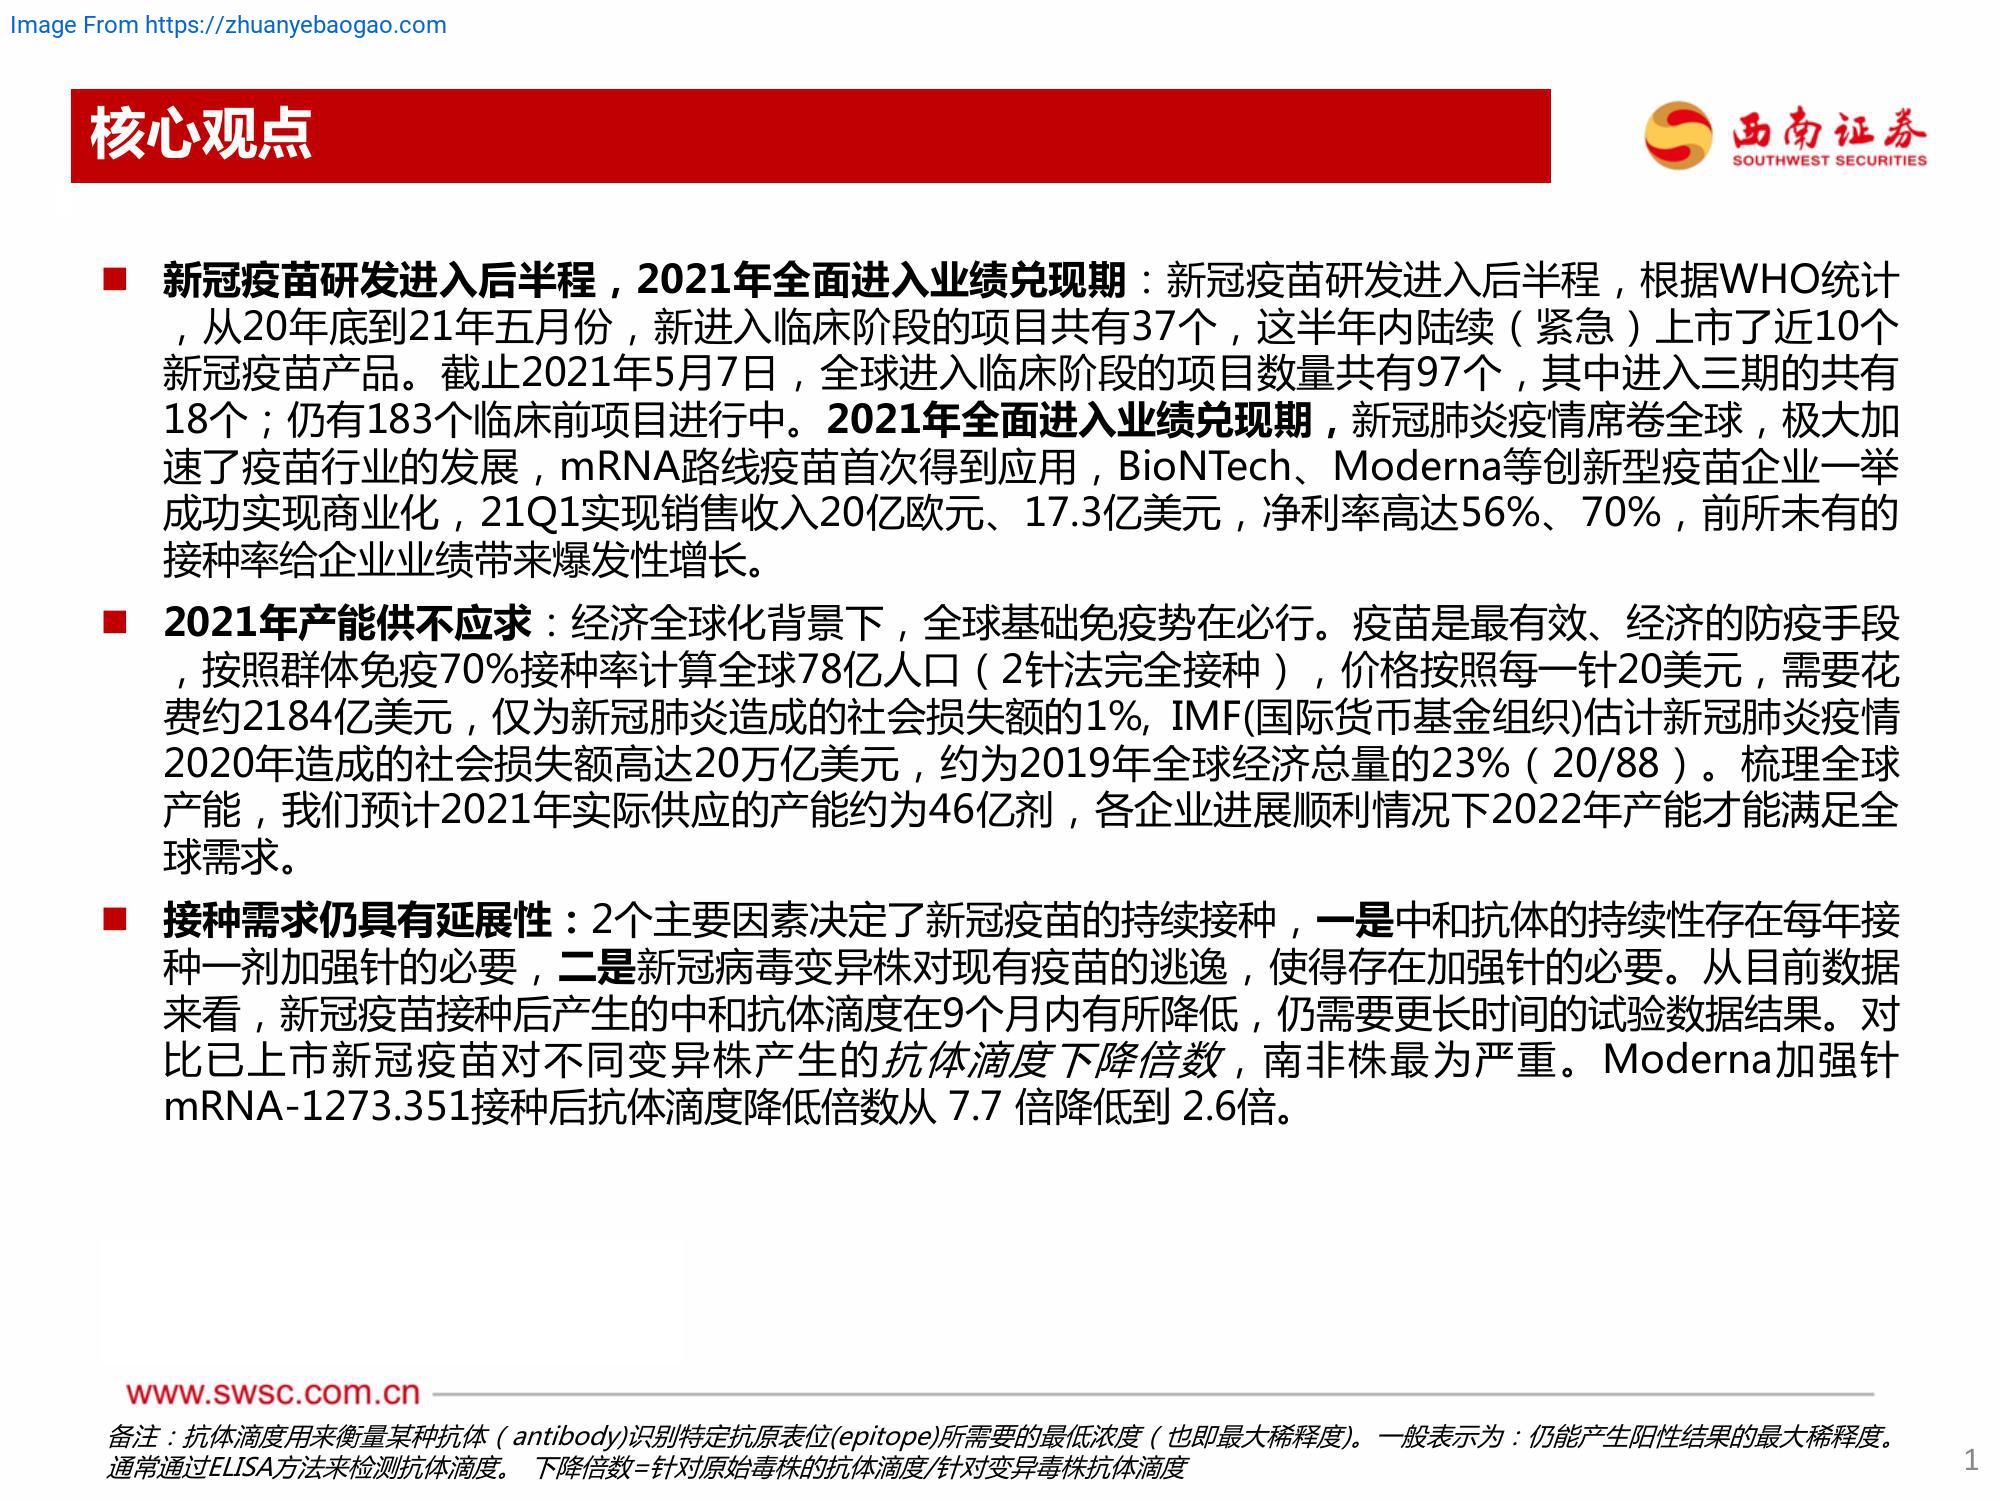 Image From https://zhuanyebaogao.com
核心观点
西南证券
SOUTHWEST SECURITIES
新冠疫苗研发进入后半程，2021年全面进入业绩兑现期：新冠疫苗研发进入后半程，根据WHO统计
，从20年底到21年五月份，新进入临床阶段的项目共有37个，这半年内陆续（紧急）上市了近10个
新冠疫苗产品。截止2021年5月7日，全球进入临床阶段的项目数量共有97个，其中进入三期的共有
18个；仍有183个临床前项目进行中。2021年全面进入业绩兑现期，新冠肺炎疫情席卷全球，极大加
速了疫苗行业的发展，mRNA路线疫苗首次得到应用，BioNTech、Moderna等创新型疫苗企业一举
成功实现商业化，21Q1实现销售收入20亿欧元、17.3亿美元，净利率高达56%、70%，前所未有的
接种率给企业业绩带来爆发性增长。
2021年产能供不应求：经济全球化背景下，全球基础免疫势在必行。疫苗是最有效、经济的防疫手段
，按照群体免疫70%接种率计算全球78亿人口（2针法完全接种），价格按照每一针20美元，需要花
费约2184亿美元，仅为新冠肺炎造成的社会损失额的1%, IMF(国际货币基金组织)估计新冠肺炎疫情
2020年造成的社会损失额高达20万亿美元，约为2019年全球经济总量的23%（20/88）。梳理全球
产能，我们预计2021年实际供应的产能约为46亿剂，各企业进展顺利情况下2022年产能才能满足全
球需求。
接种需求仍具有延展性：2个主要因素决定了新冠疫苗的持续接种，一是中和抗体的持续性存在每年接
种一剂加强针的必要，二是新冠病毒变异株对现有疫苗的逃逸，使得存在加强针的必要。从目前数据
来看，新冠疫苗接种后产生的中和抗体滴度在9个月内有所降低，仍需要更长时间的试验数据结果。对
比已上市新冠疫苗对不同变异株产生的抗体滴度下降倍数，南非株最为严重。Moderna加强针
mRNA-1273.351接种后抗体滴度降低倍数从 7.7 倍降低到 2.6倍。
www.swsc.com.cn
备注：抗体滴度用来衡量某种抗体（antibody)识别特定抗原表位(epitope)所需要的最低浓度（也即最大稀释度)。一般表示为：仍能产生阳性结果的最大稀释度。
通常通过ELISA方法来检测抗体滴度。 下降倍数=针对原始毒株的抗体滴度/针对变异毒株抗体滴度
1